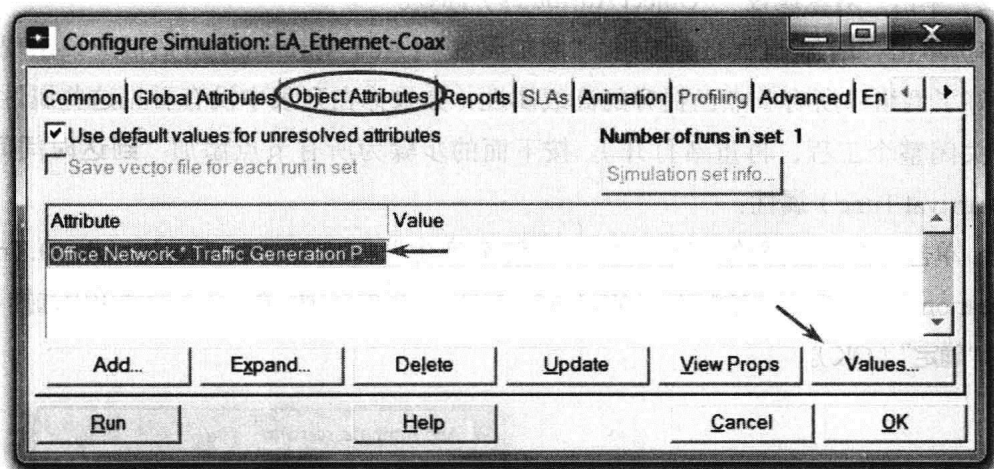 Configure Simulation: EA_Ethernet-Coax
Common Global Attributes Object Attributes Reports SLAs Animation Profiling Advanced En
Use default values for unresolved attributes
Number of runs in set: 1
Save vector file for each run in set
Simulation set info...
Attribute Value
Office Network.*.Traffic Generation P...
Add... Expand... Delete Update View Props Values...
Run Help Cancel OK